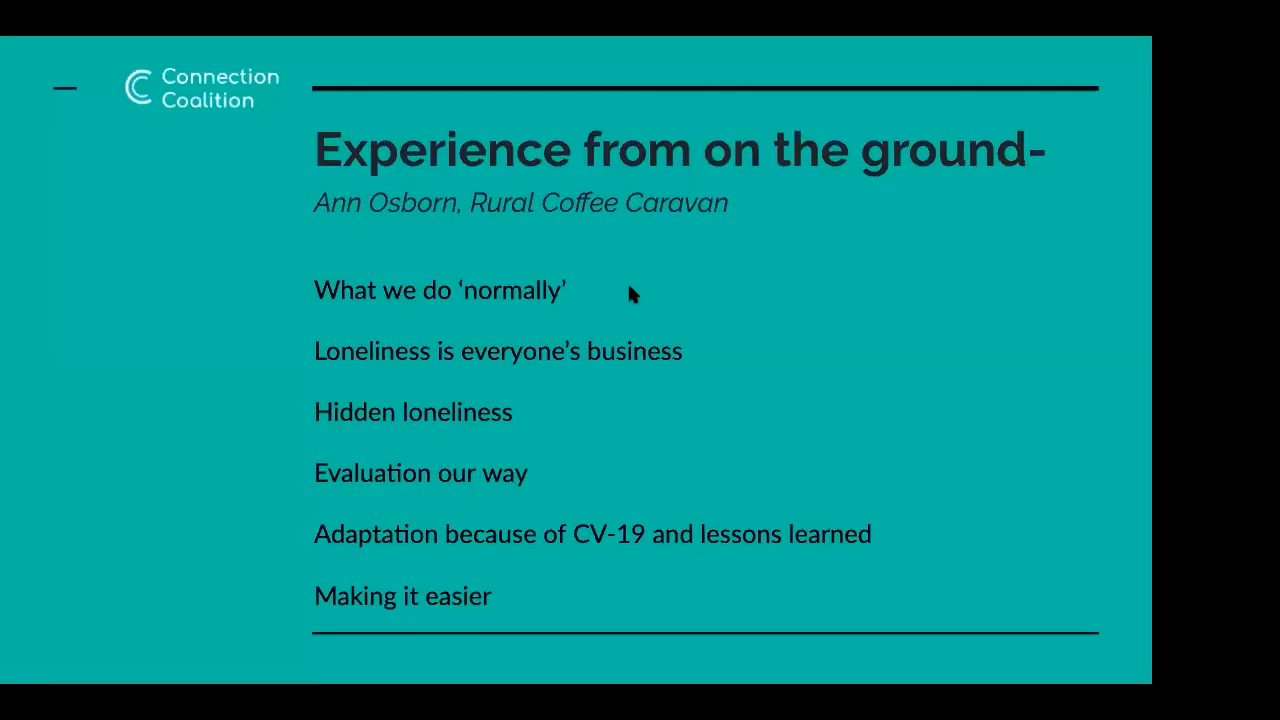 Connection
Coalition
Experience from on the ground-
Ann Osborn, Rural Coffee Caravan
What we do ‘normally’
Loneliness is everyone’s business
Hidden loneliness
Evaluation our way
Adaptation because of CV-19 and lessons learned
Making it easier